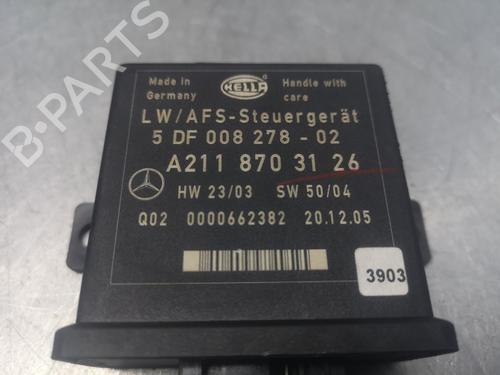 B-PARTS
Made in
Germany
HELLA
®
Handle with
care
LW/AFS-Steuergerät
5 DF 008 278 - 02
A211 870 31 26
HW 23/03 SW 50/04
Q02 0000662382 20.12.05
3903